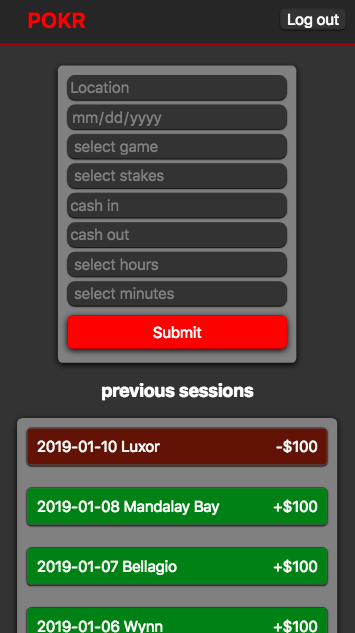 POKR
Log out
Location
mm/dd/yyyy
select game
select stakes
cash in
cash out
select hours
select minutes
Submit
previous sessions
2019-01-10 Luxor -$100
2019-01-08 Mandalay Bay +$100
2019-01-07 Bellagio +$100
2019-01-06 Wynn +$100